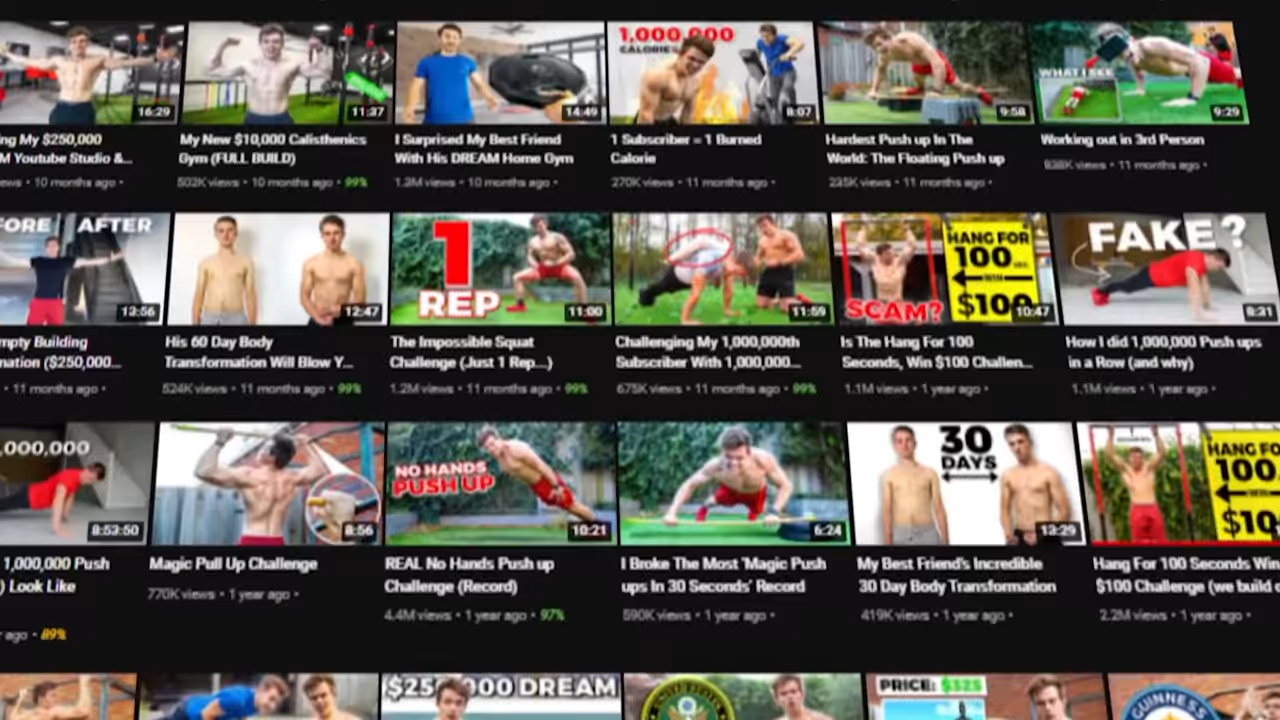 16:29
11:37
14:49
1,000,000
CALORIES
8:07
9:58
WHAT I SEE
9:29
ing My $250,000
M Youtube Studio &...
My New $10,000 Calisthenics
Gym (FULL BUILD)
I Surprised My Best Friend
With His DREAM Home Gym
1 Subscriber = 1 Burned
Calorie
Hardest Push up In The
World: The Floating Push up
Working out in 3rd Person
ews • 10 months ago •
502K views • 10 months ago • 99%
1.3M views • 10 months ago •
270K views • 11 months ago •
235K views • 11 months ago •
838K views • 11 months ago •
FORE AFTER
13:56
12:47
1
REP
11:00
11:59
HANG FOR
100
WIN
$100
SCAM?
10:47
FAKE?
8:31
mpty Building
mation ($250,000...
His 60 Day Body
Transformation Will Blow Y...
The Impossible Squat
Challenge (Just 1 Rep...)
Challenging My 1,000,000th
Subscriber With 1,000,000...
Is The Hang For 100
Seconds, Win $100 Challen...
How I did 1,000,000 Push ups
in a Row (and why)
• 11 months ago •
524K views • 11 months ago • 99%
1.2M views • 11 months ago • 99%
675K views • 11 months ago • 99%
1.1M views • 1 year ago •
1.1M views • 1 year ago •
,000,000
8:53:50
8:56
NO HANDS
PUSH UP
10:21
6:24
30
DAYS
13:29
HANG FO
100
WIN
$10
1,000,000 Push
) Look Like
Magic Pull Up Challenge
REAL No Hands Push up
Challenge (Record)
I Broke The Most 'Magic Push
ups In 30 Seconds' Record
My Best Friend's Incredible
30 Day Body Transformation
Hang For 100 Seconds Win
$100 Challenge (we build
r ago • 89%
770K views • 1 year ago •
4.4M views • 1 year ago • 97%
590K views • 1 year ago •
419K views • 1 year ago •
2.2M views • 1 year ago •
$25 000 DREAM
PRICE: $325
GUINNESS